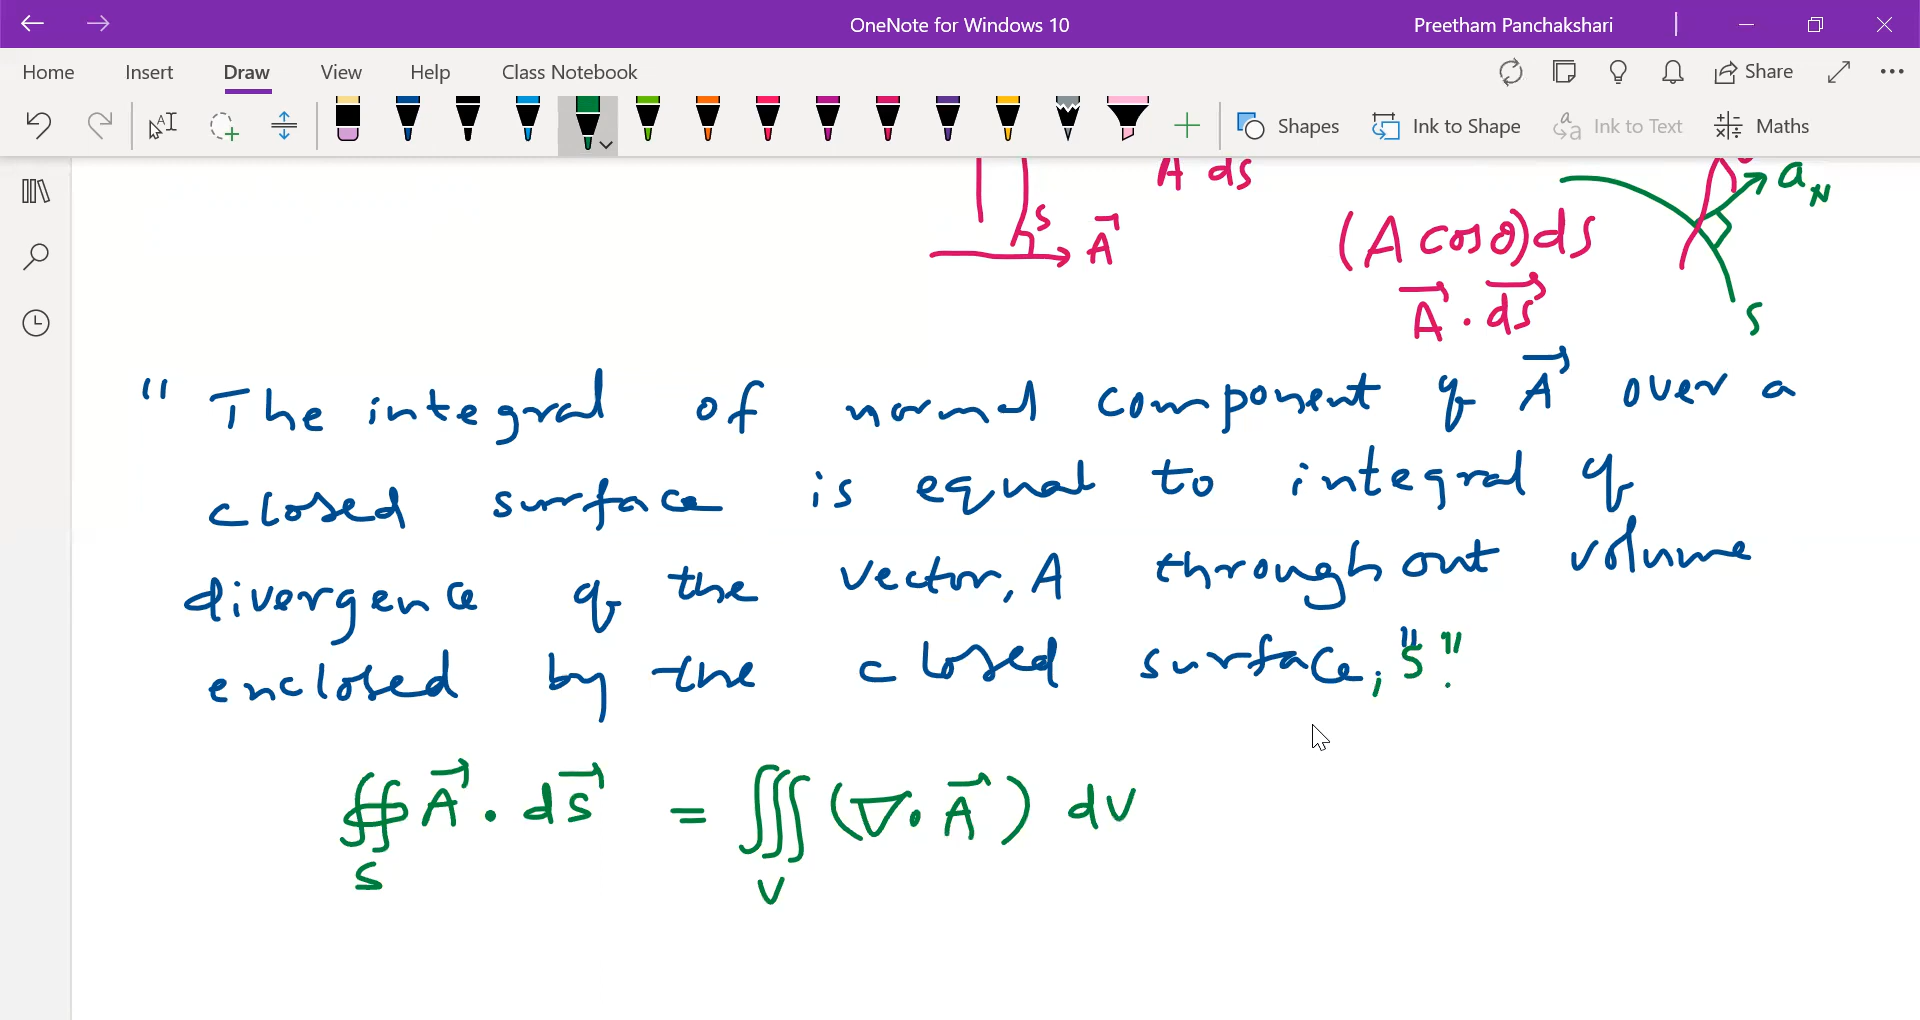 OneNote for Windows 10
Preetham Panchakshari
Home Insert Draw View Help Class Notebook Share
Shapes Ink to Shape Ink to Text Maths
A ds
a_N
S
A⃗
(A cos θ) ds
A⃗ · ds⃗
S
" The integral of normal component of A⃗ over a
closed surface is equal to integral of
divergence of the vector, A throughout volume
enclosed by the closed surface, "S".
∯ A⃗ · dS⃗ = ∭ (∇ · A⃗) dV
S V